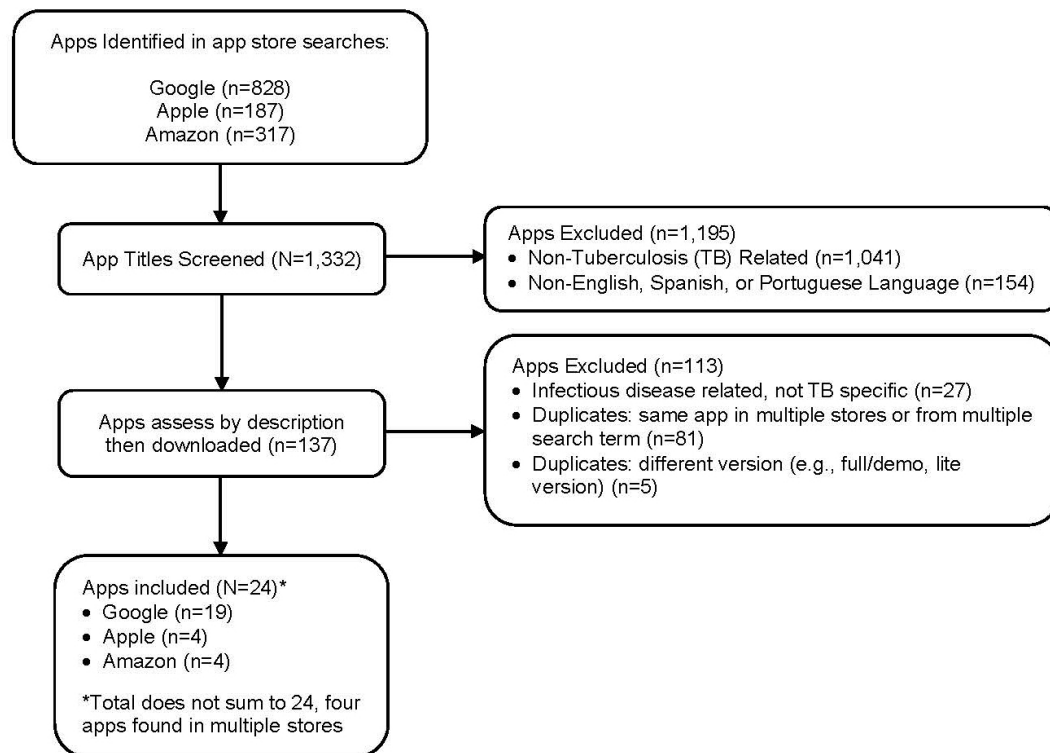 Apps Identified in app store searches:
Google (n=828)
Apple (n=187)
Amazon (n=317)
App Titles Screened (N=1,332)
Apps Excluded (n=1,195)
• Non-Tuberculosis (TB) Related (n=1,041)
• Non-English, Spanish, or Portuguese Language (n=154)
Apps assess by description
then downloaded (n=137)
Apps Excluded (n=113)
• Infectious disease related, not TB specific (n=27)
• Duplicates: same app in multiple stores or from multiple
search term (n=81)
• Duplicates: different version (e.g., full/demo, lite
version) (n=5)
Apps included (N=24)*
• Google (n=19)
• Apple (n=4)
• Amazon (n=4)
*Total does not sum to 24, four
apps found in multiple stores